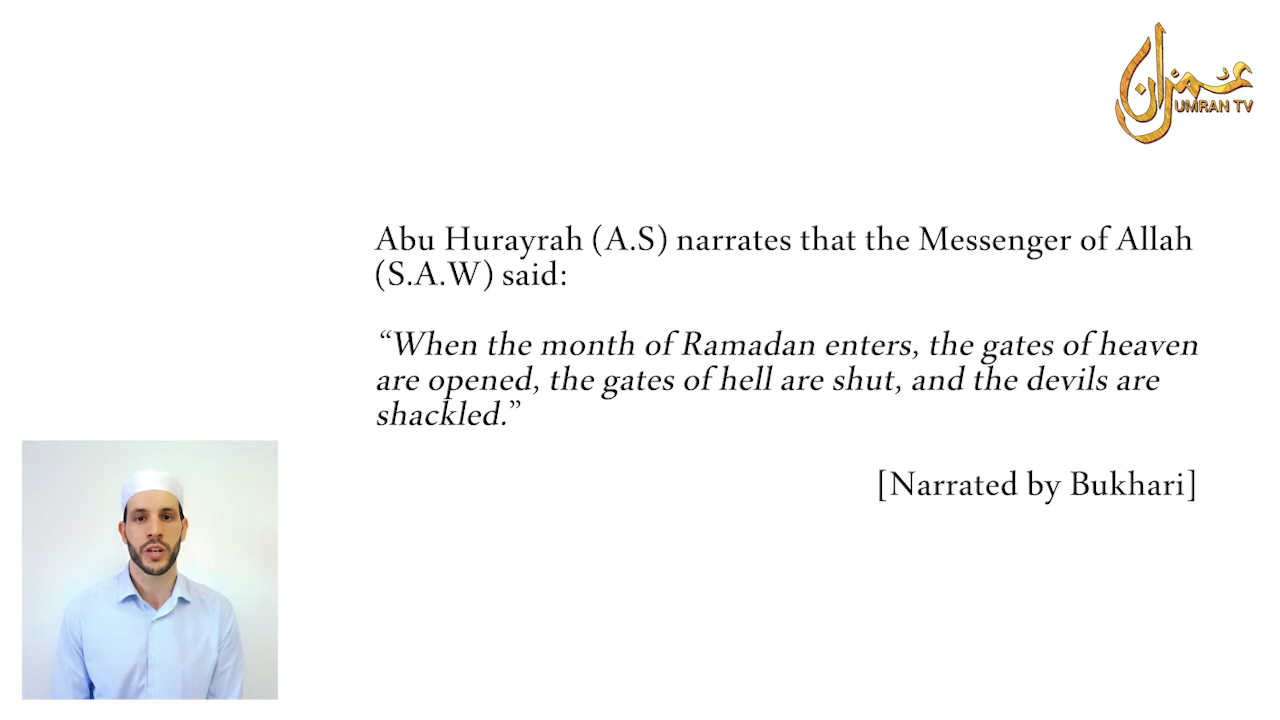 عمران
UMRAN TV
Abu Hurayrah (A.S) narrates that the Messenger of Allah
(S.A.W) said:
“When the month of Ramadan enters, the gates of heaven
are opened, the gates of hell are shut, and the devils are
shackled.”
[Narrated by Bukhari]